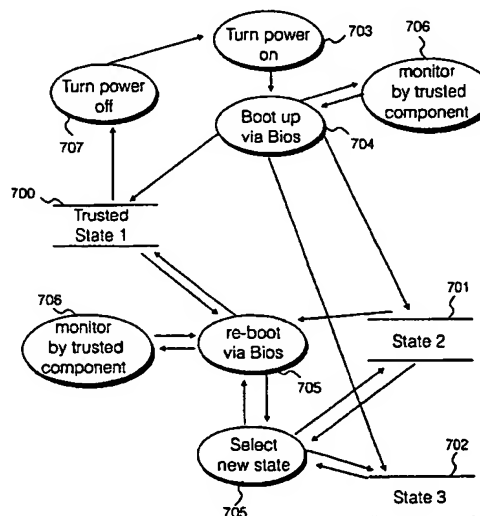 Turn power
on
703
706
monitor
by trusted
component
Turn power
off
707
Boot up
via Bios
704
700
Trusted
State 1
706
monitor
by trusted
component
re-boot
via Bios
705
701
State 2
Select
new state
705
702
State 3